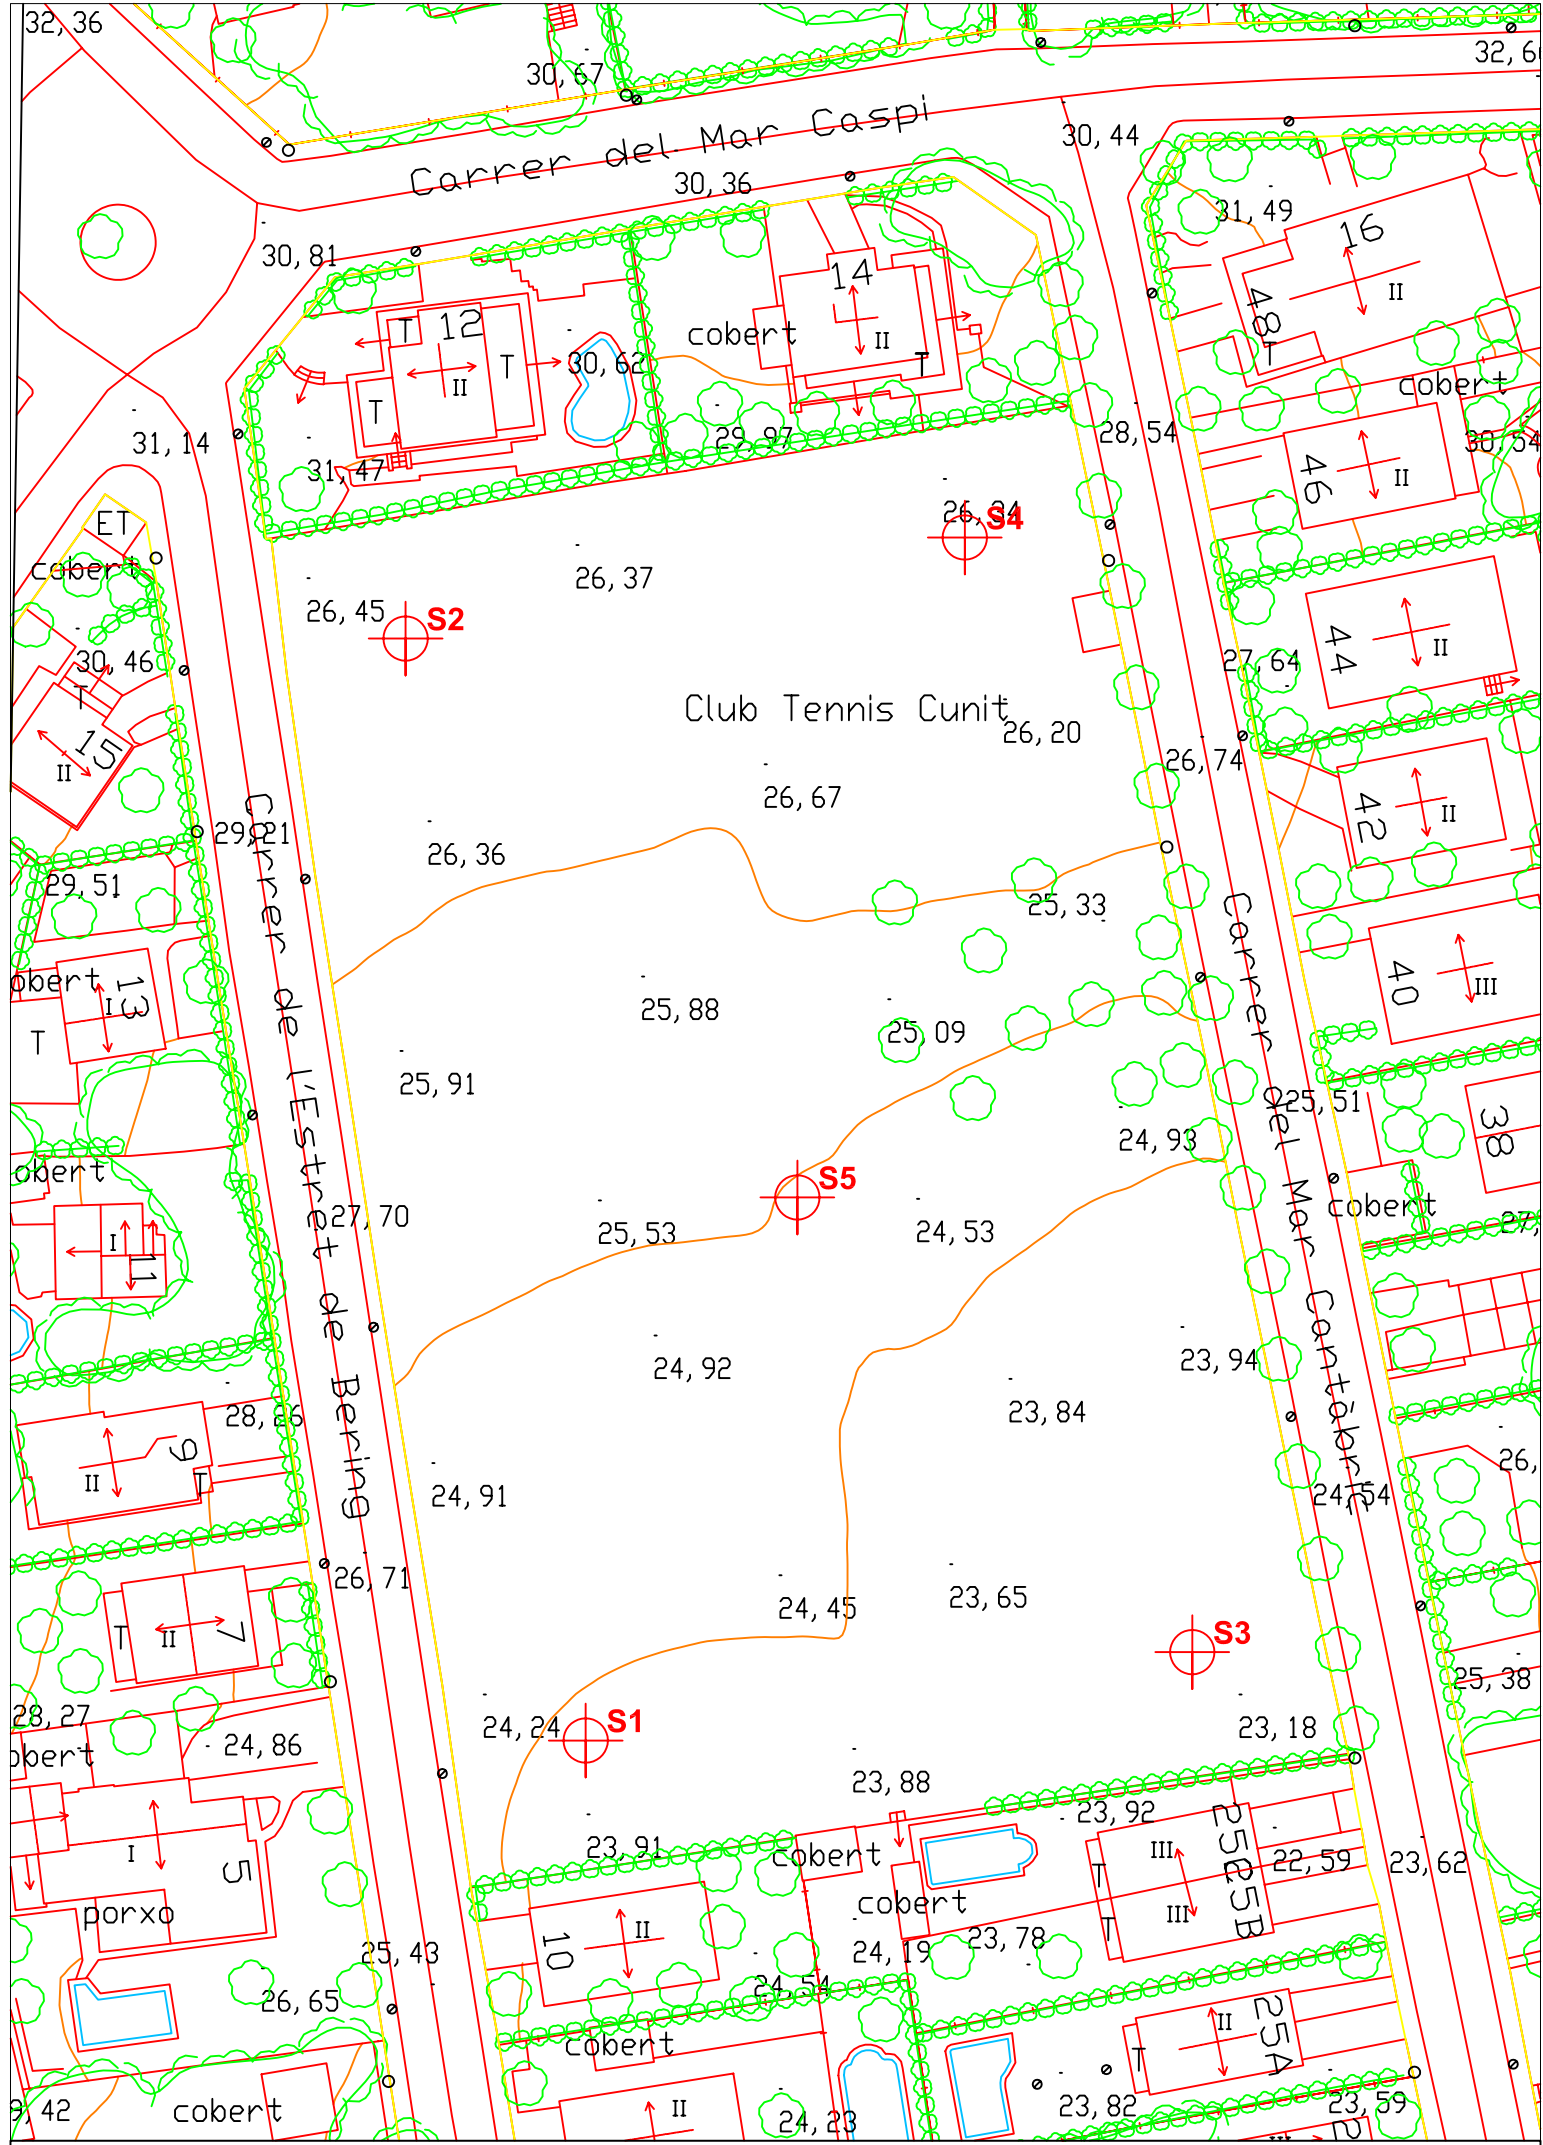 32,36
30,67
32,6
Carrer del Mar Caspi
30,44
30,36
31,49
16
30,81
14
II
48
II
cobert
12
T
T
II
T
30,62
T
T
cobert
31,14
29,97
28,54
30,54
31,47
46
II
26,34
S4
ET
cobert
26,37
26,45
S2
44
II
30,46
27,64
T
Club Tennis Cunit
26,20
15
II
26,74
26,67
42
II
29,21
26,36
29,51
25,33
Carrer de l'Estret de Bering
Carrer del Mar Cantàbric
obert
13
I
40
III
25,88
25,09
T
25,91
25,51
24,93
38
obert
S5
cobert
27,70
25,53
24,53
27,
I
11
24,92
23,94
23,84
28,26
9
II
T
26,
24,91
24,54
26,71
24,45
23,65
T
II
7
S3
25,38
28,27
24,24
S1
23,18
24,86
obert
23,88
23,92
I
23,91
cobert
III
25C
25B
22,59
23,62
5
T
porxo
cobert
III
T
II
10
25,43
24,19
23,78
24,54
26,65
II
25A
cobert
T
9,42
cobert
II
24,23
23,82
23,59
III
2